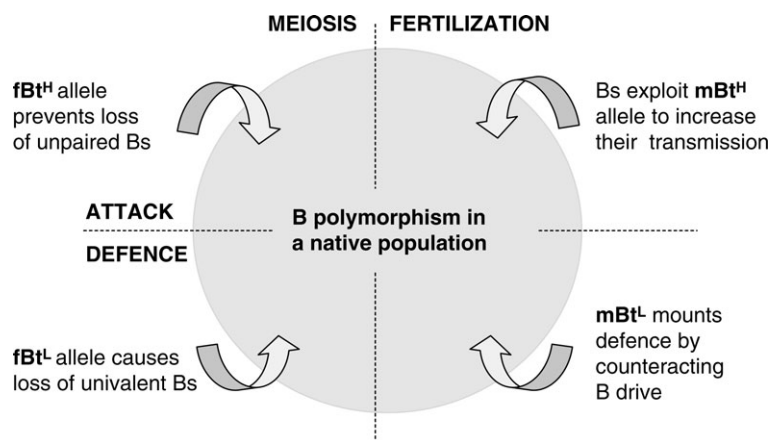 MEIOSIS
FERTILIZATION
fBtᴴ allele
prevents loss
of unpaired Bs
Bs exploit mBtᴴ
allele to increase
their transmission
ATTACK
DEFENCE
B polymorphism in
a native population
fBtᴸ allele causes
loss of univalent Bs
mBtᴸ mounts
defence by
counteracting
B drive